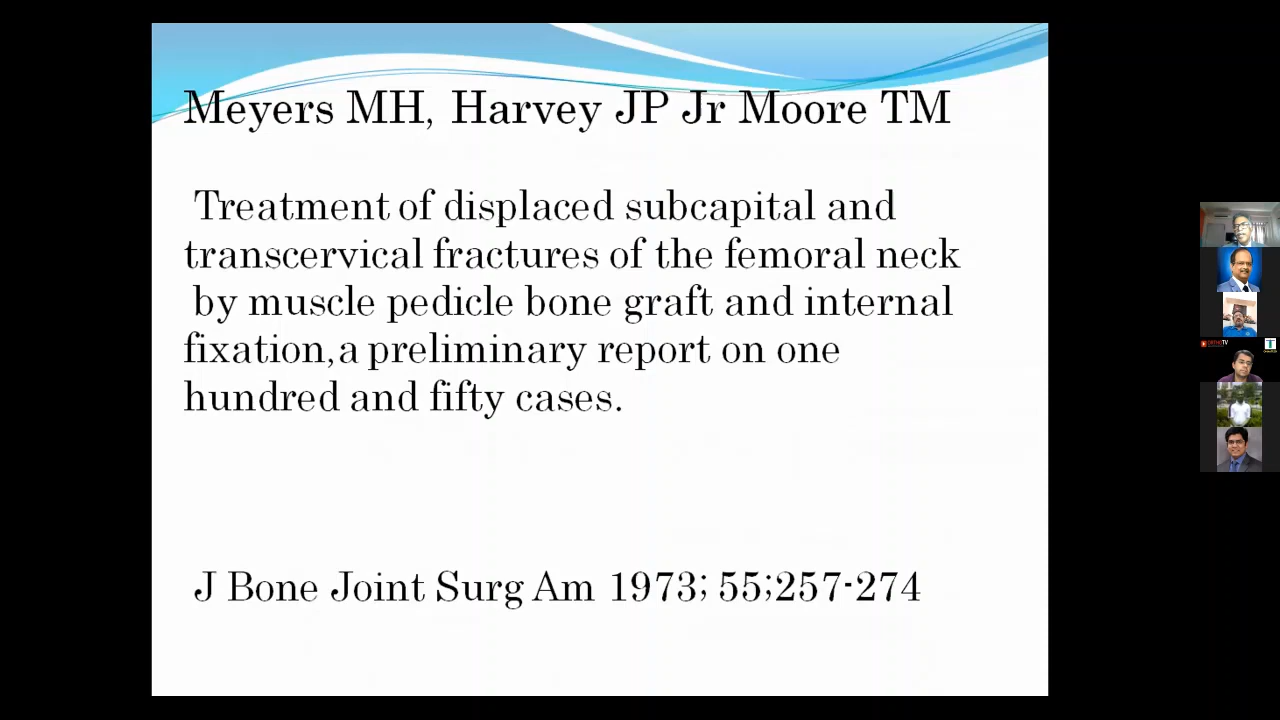 Meyers MH, Harvey JP Jr Moore TM
Treatment of displaced subcapital and
transcervical fractures of the femoral neck
by muscle pedicle bone graft and internal
fixation,a preliminary report on one
hundred and fifty cases.
J Bone Joint Surg Am 1973; 55;257-274
ORTHOTV